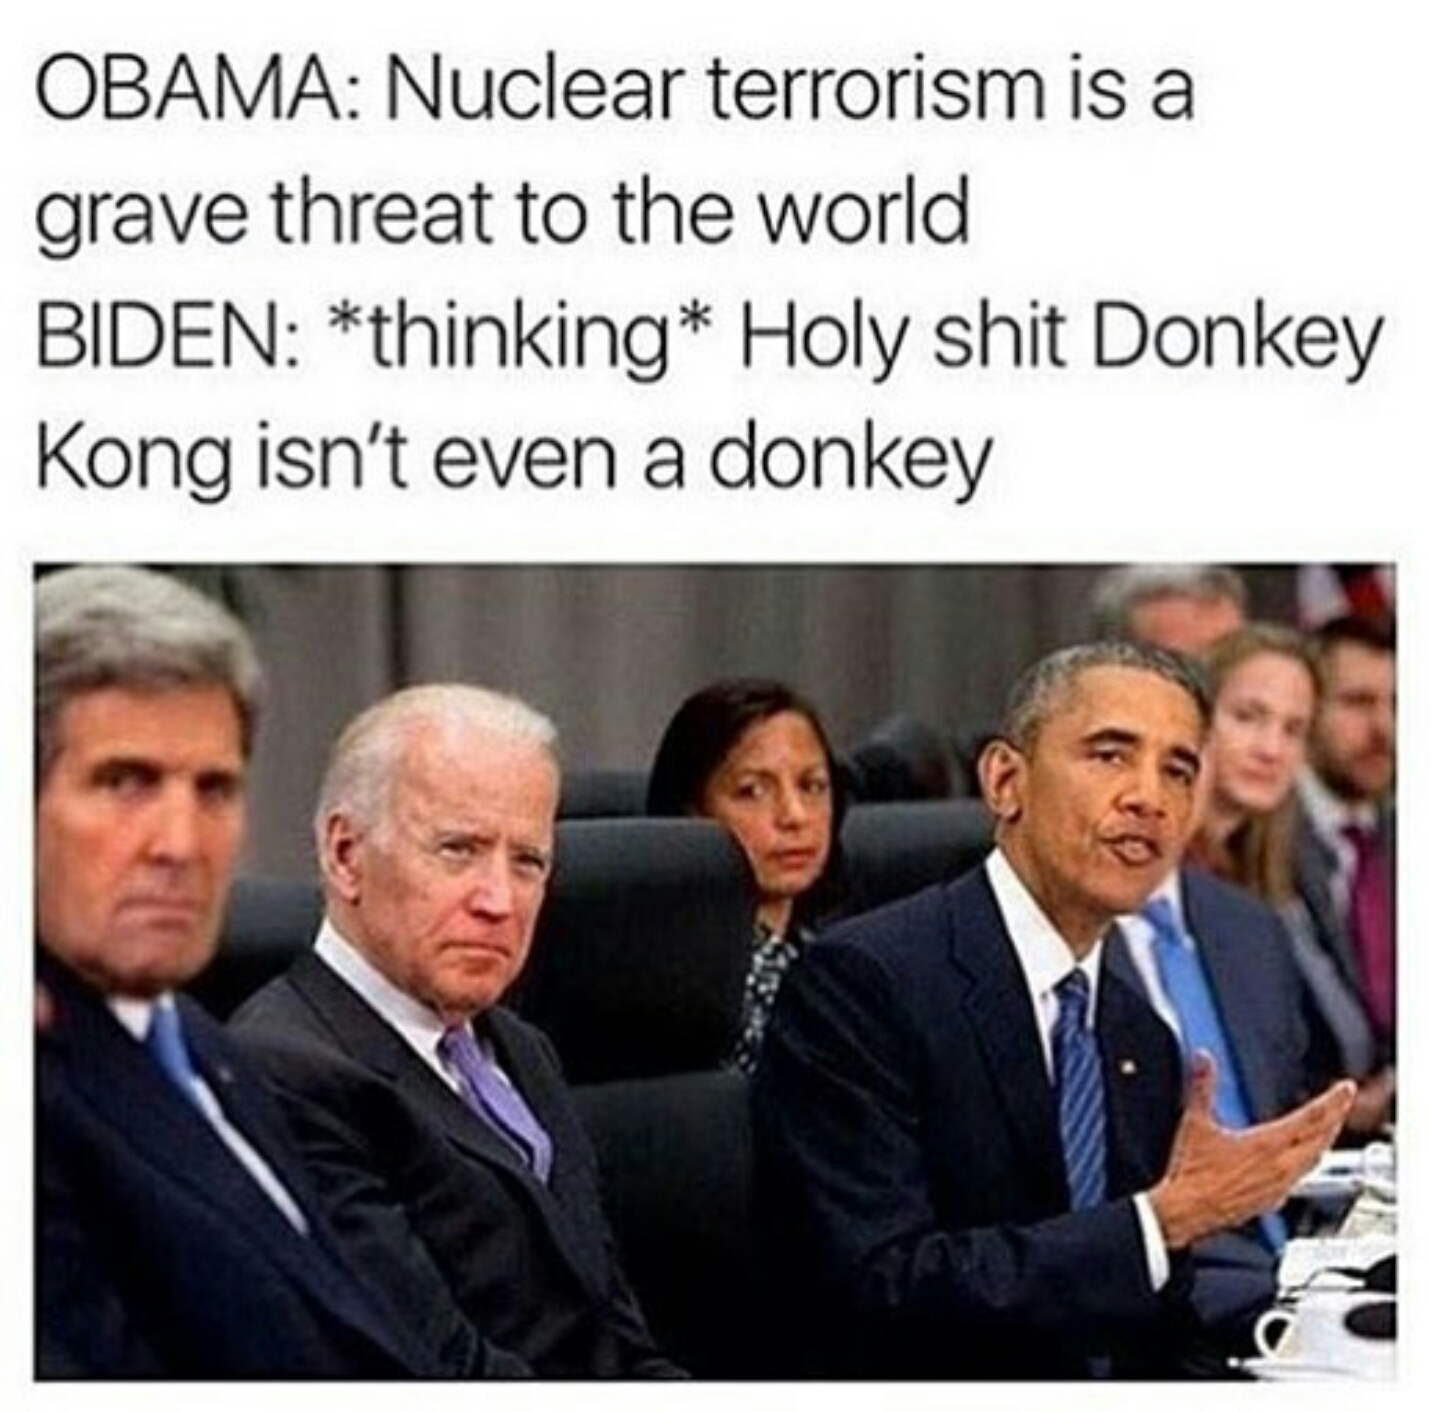 OBAMA: Nuclear terrorism is a
grave threat to the world
BIDEN: *thinking* Holy shit Donkey
Kong isn't even a donkey